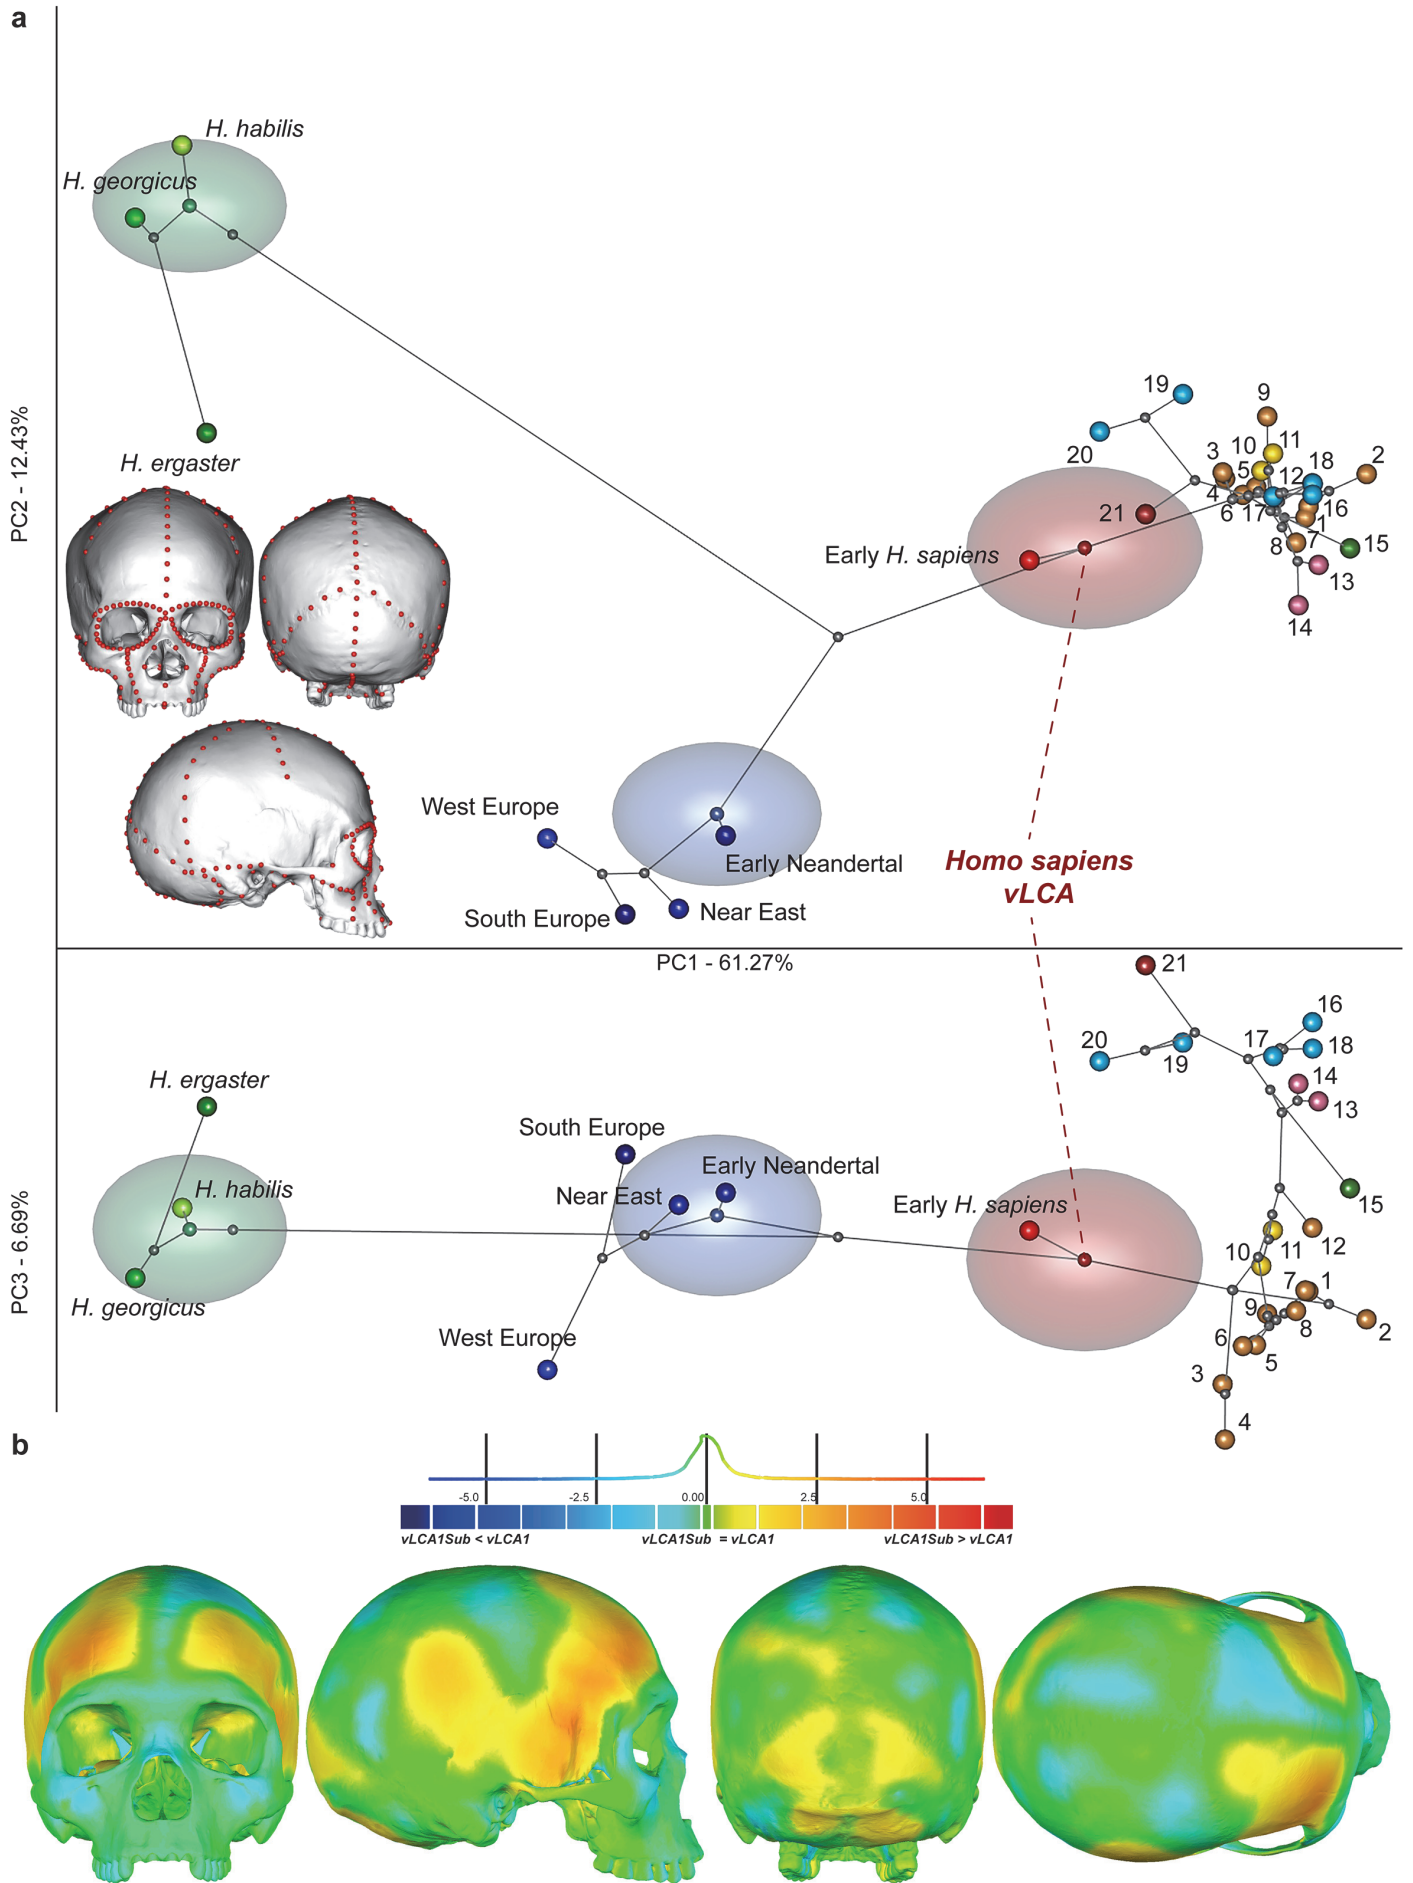 a
H. habilis
H. georgicus
H. ergaster
PC2 - 12.43%
19
20
21
3
4
5
6
10
9
11
12
17
18
2
16
1
7
8
15
13
14
Early H. sapiens
West Europe
South Europe
Early Neandertal
Near East
Homo sapiens
vLCA
PC1 - 61.27%
PC3 - 6.69%
H. ergaster
H. habilis
H. georgicus
South Europe
Near East
Early Neandertal
West Europe
Early H. sapiens
21
20
19
17
16
18
14
13
15
12
10
11
7
1
9
8
2
6
5
3
4
b
-5.0
-2.5
0.00
2.5
5.0
vLCA1Sub < vLCA1
vLCA1Sub = vLCA1
vLCA1Sub > vLCA1